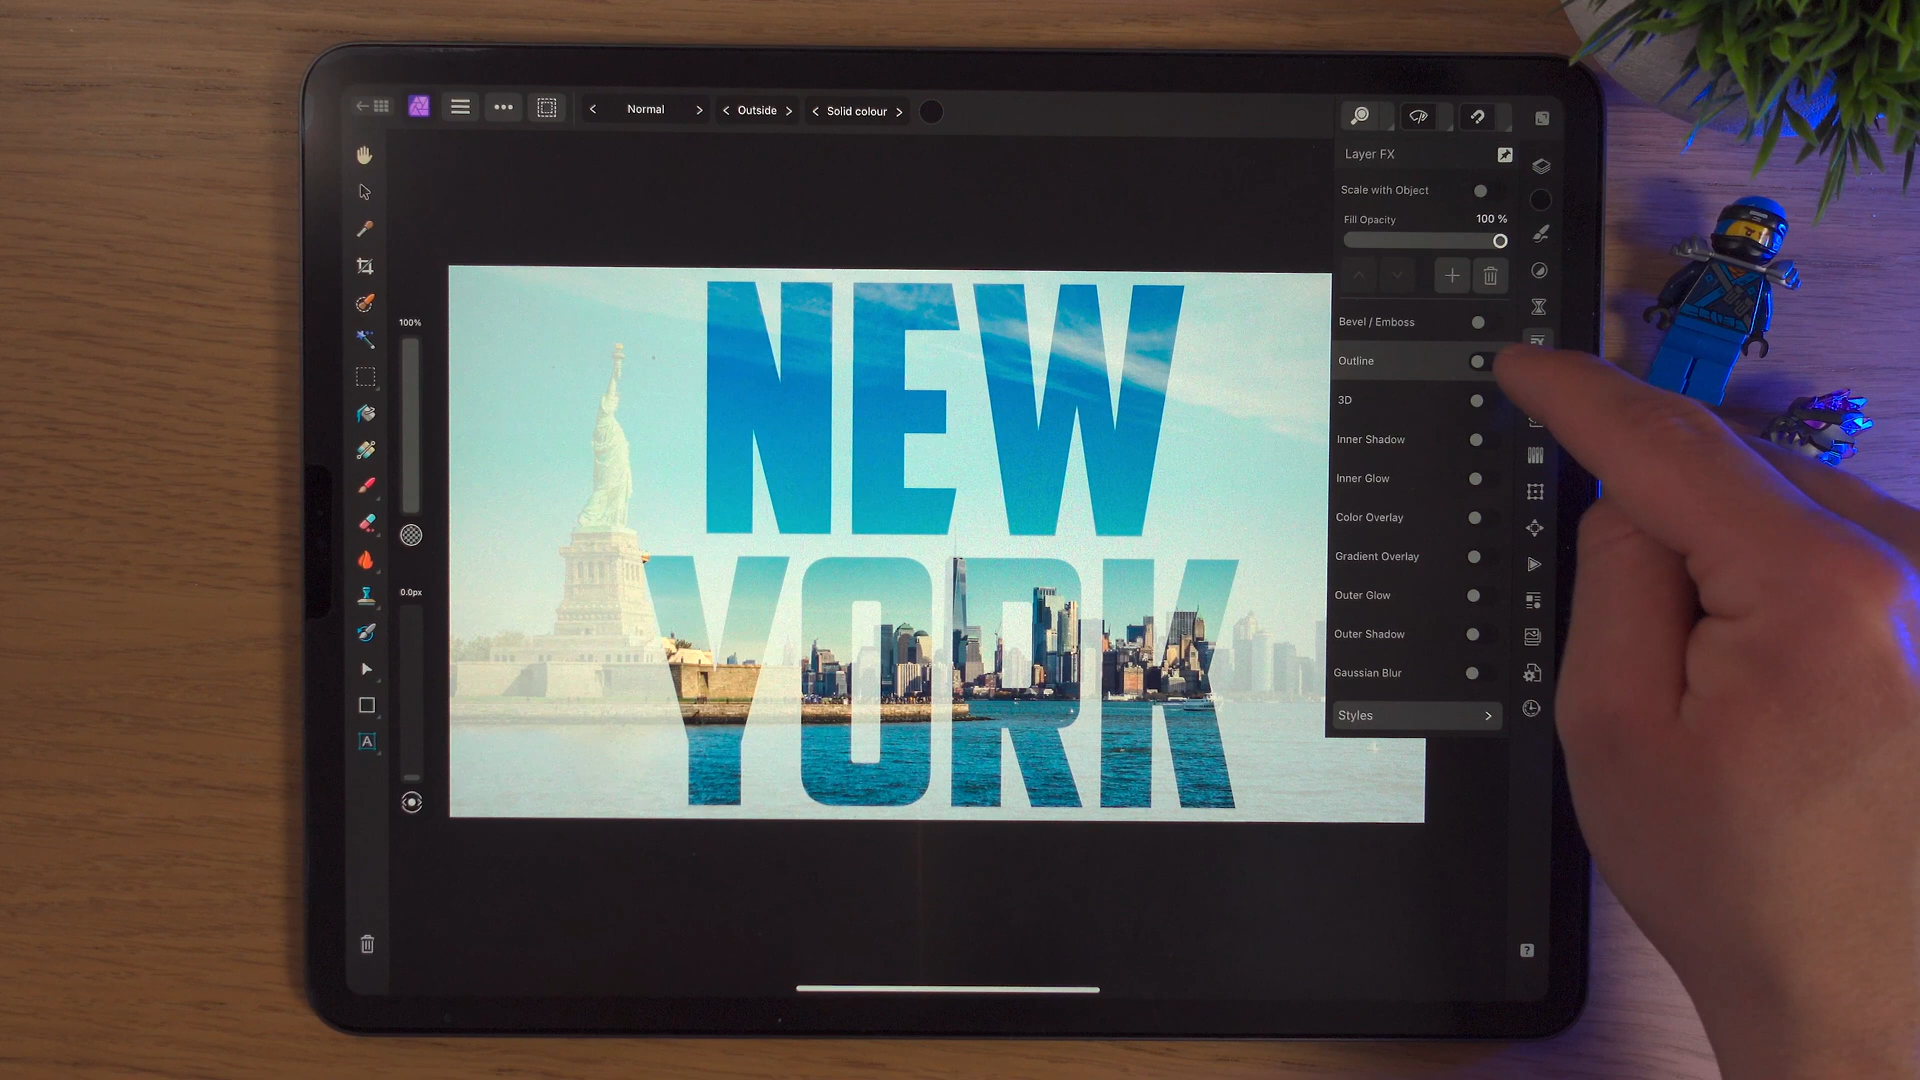 Normal
Outside
Solid colour
Layer FX
Scale with Object
Fill Opacity 100 %
Bevel / Emboss
Outline
3D
Inner Shadow
Inner Glow
Color Overlay
Gradient Overlay
Outer Glow
Outer Shadow
Gaussian Blur
Styles
100%
0.0px
A
?
NEW
YORK